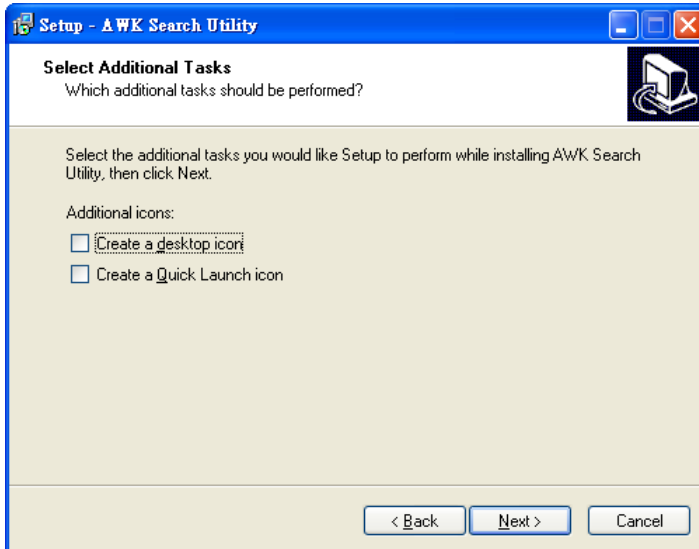 Setup - AWK Search Utility
Select Additional Tasks
Which additional tasks should be performed?
Select the additional tasks you would like Setup to perform while installing AWK Search
Utility, then click Next.
Additional icons:
Create a desktop icon
Create a Quick Launch icon
< Back
Next >
Cancel